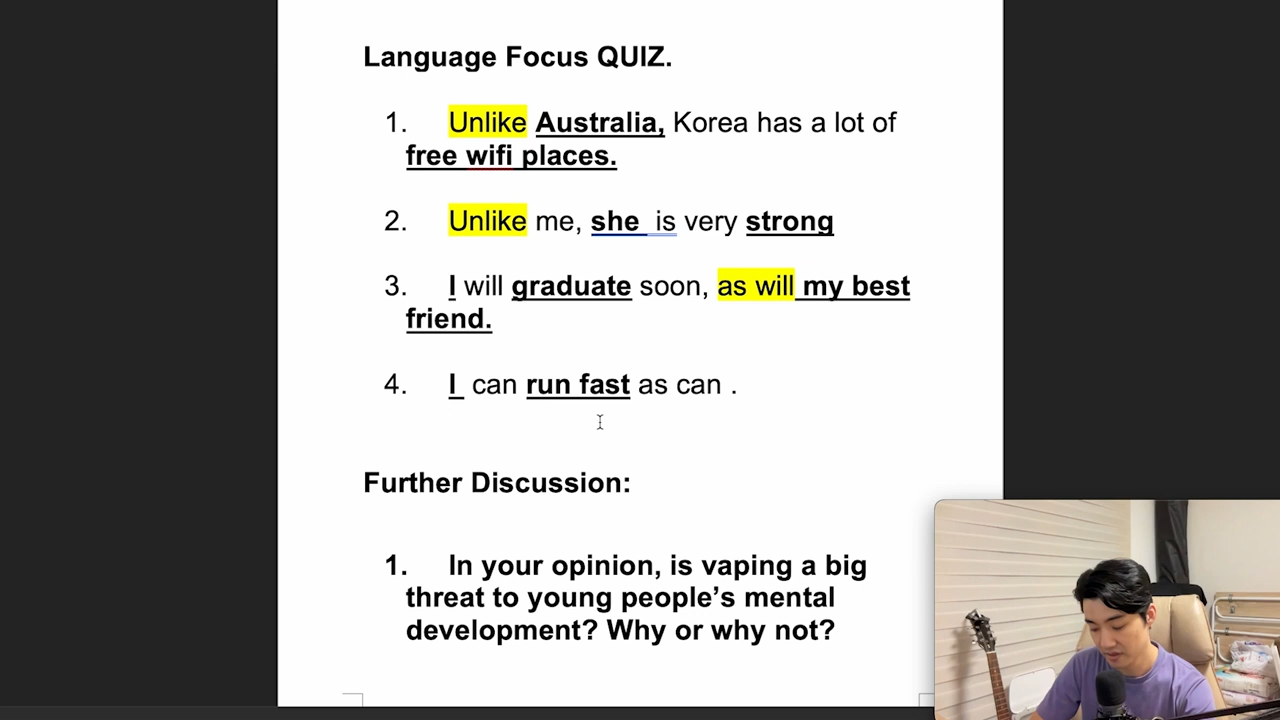 Language Focus QUIZ.
1. Unlike Australia, Korea has a lot of
free wifi places.
2. Unlike me, she is very strong
3. I will graduate soon, as will my best
friend.
4. I can run fast as can .
Further Discussion:
1. In your opinion, is vaping a big
threat to young people’s mental
development? Why or why not?